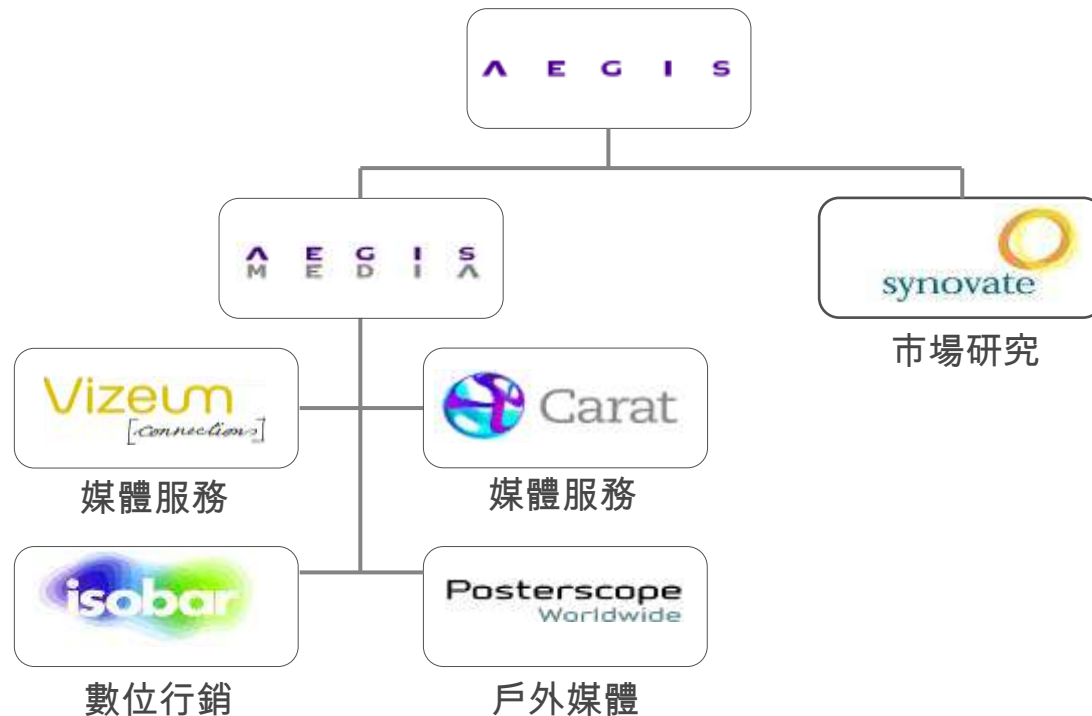 AEGIS
AEGIS
MEDIA
synovate
市場研究
Vizeum
[connections]
Carat
媒體服務
媒體服務
isobar
Posterscope
Worldwide
數位行銷
戶外媒體